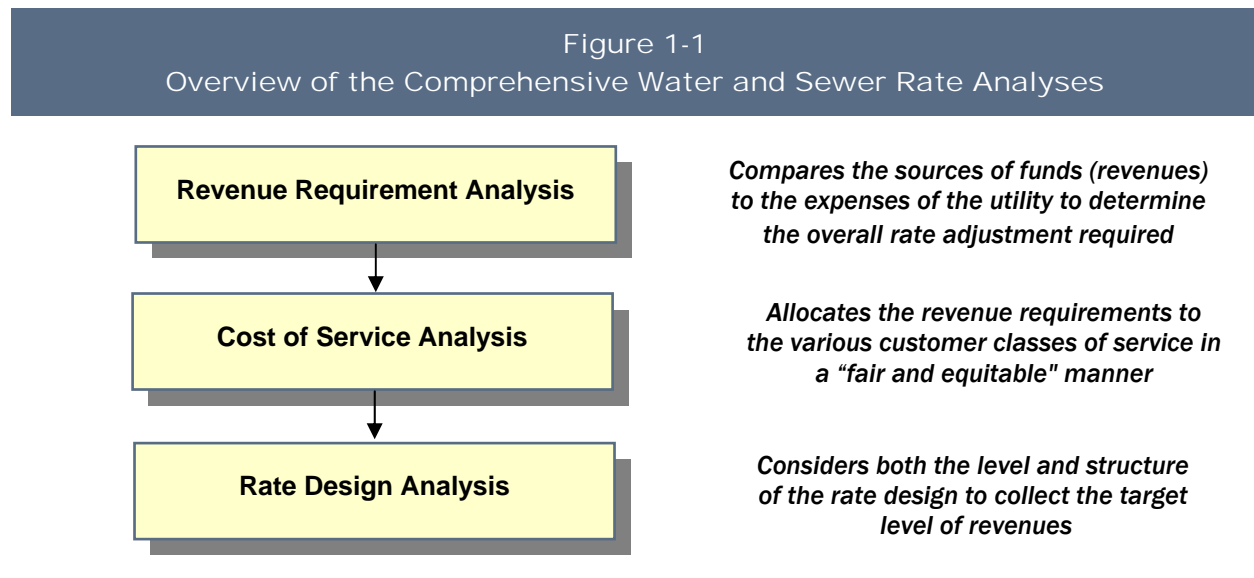 Figure 1-1
Overview of the Comprehensive Water and Sewer Rate Analyses
Revenue Requirement Analysis
Compares the sources of funds (revenues)
to the expenses of the utility to determine
the overall rate adjustment required
Cost of Service Analysis
Allocates the revenue requirements to
the various customer classes of service in
a “fair and equitable" manner
Rate Design Analysis
Considers both the level and structure
of the rate design to collect the target
level of revenues